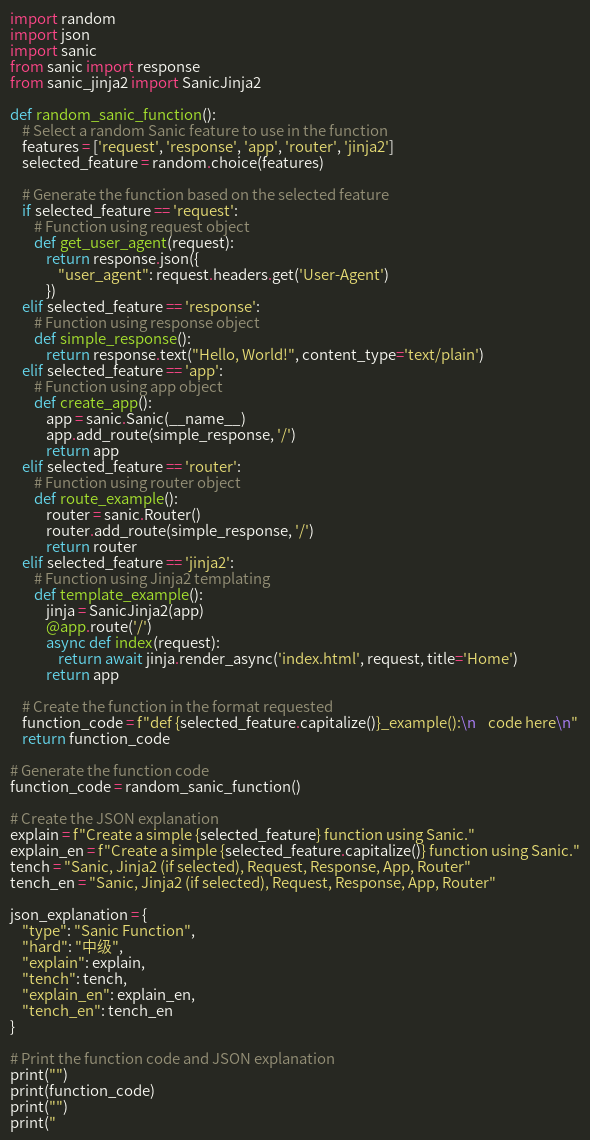 import random
import json
import sanic
from sanic import response
from sanic_jinja2 import SanicJinja2

def random_sanic_function():
    # Select a random Sanic feature to use in the function
    features = ['request', 'response', 'app', 'router', 'jinja2']
    selected_feature = random.choice(features)

    # Generate the function based on the selected feature
    if selected_feature == 'request':
        # Function using request object
        def get_user_agent(request):
            return response.json({
                "user_agent": request.headers.get('User-Agent')
            })
    elif selected_feature == 'response':
        # Function using response object
        def simple_response():
            return response.text("Hello, World!", content_type='text/plain')
    elif selected_feature == 'app':
        # Function using app object
        def create_app():
            app = sanic.Sanic(__name__)
            app.add_route(simple_response, '/')
            return app
    elif selected_feature == 'router':
        # Function using router object
        def route_example():
            router = sanic.Router()
            router.add_route(simple_response, '/')
            return router
    elif selected_feature == 'jinja2':
        # Function using Jinja2 templating
        def template_example():
            jinja = SanicJinja2(app)
            @app.route('/')
            async def index(request):
                return await jinja.render_async('index.html', request, title='Home')
            return app

    # Create the function in the format requested
    function_code = f"def {selected_feature.capitalize()}_example():\n    code here\n"
    return function_code

# Generate the function code
function_code = random_sanic_function()

# Create the JSON explanation
explain = f"Create a simple {selected_feature} function using Sanic."
explain_en = f"Create a simple {selected_feature.capitalize()} function using Sanic."
tench = "Sanic, Jinja2 (if selected), Request, Response, App, Router"
tench_en = "Sanic, Jinja2 (if selected), Request, Response, App, Router"

json_explanation = {
    "type": "Sanic Function",
    "hard": "中级",
    "explain": explain,
    "tench": tench,
    "explain_en": explain_en,
    "tench_en": tench_en
}

# Print the function code and JSON explanation
print("")
print(function_code)
print("")
print("